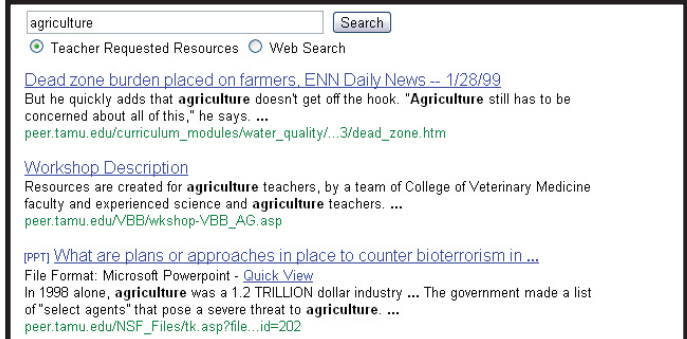 agriculture Search
Teacher Requested Resources Web Search
Dead zone burden placed on farmers, ENN Daily News -- 1/28/99
But he quickly adds that agriculture doesn't get off the hook. "Agriculture still has to be
concerned about all of this," he says. ...
peer.tamu.edu/curriculum_modules/water_quality/...3/dead_zone.htm
Workshop Description
Resources are created for agriculture teachers, by a team of College of Veterinary Medicine
faculty and experienced science and agriculture teachers. ...
peer.tamu.edu/VBB/wkshop-VBB_AG.asp
[PPT] What are plans or approaches in place to counter bioterrorism in ...
File Format: Microsoft Powerpoint - Quick View
In 1998 alone, agriculture was a 1.2 TRILLION dollar industry ... The government made a list
of "select agents" that pose a severe threat to agriculture. ...
peer.tamu.edu/NSF_Files/tk.asp?file...id=202